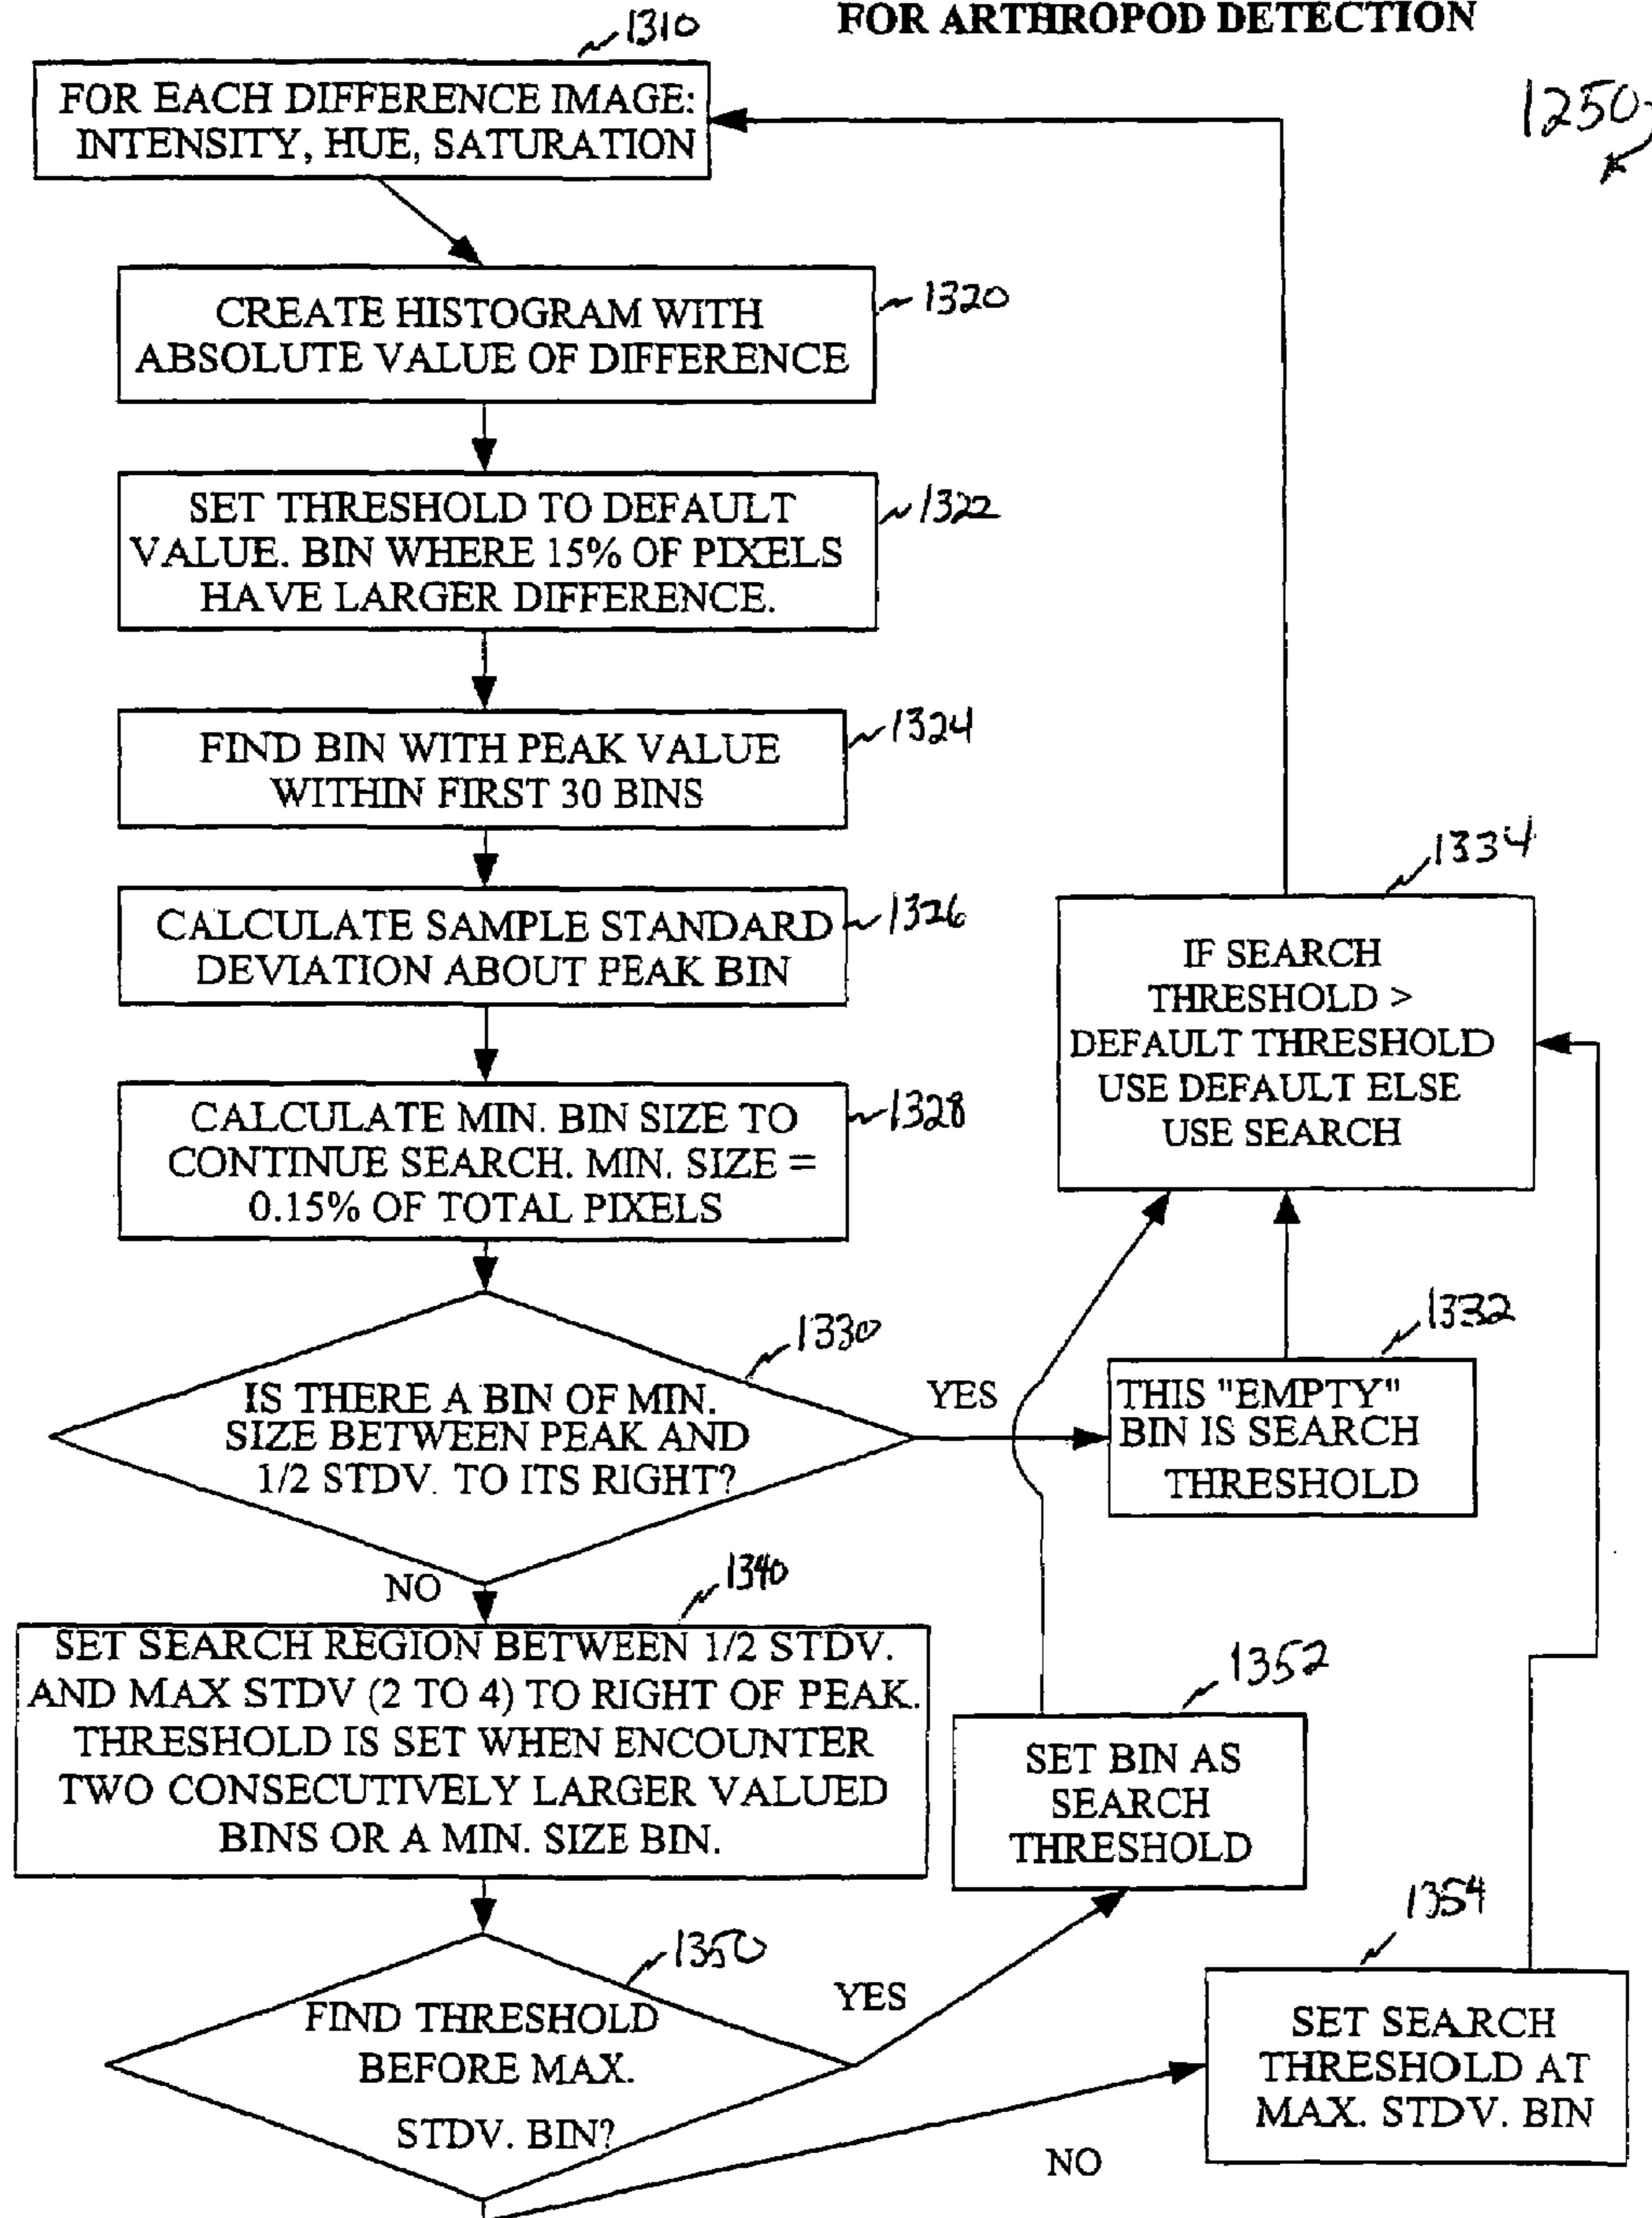 FOR ARTHROPOD DETECTION
1250
1310
FOR EACH DIFFERENCE IMAGE:
INTENSITY, HUE, SATURATION
1320
CREATE HISTOGRAM WITH
ABSOLUTE VALUE OF DIFFERENCE
1322
SET THRESHOLD TO DEFAULT
VALUE. BIN WHERE 15% OF PIXELS
HAVE LARGER DIFFERENCE.
1324
FIND BIN WITH PEAK VALUE
WITHIN FIRST 30 BINS
1326
CALCULATE SAMPLE STANDARD
DEVIATION ABOUT PEAK BIN
1328
CALCULATE MIN. BIN SIZE TO
CONTINUE SEARCH. MIN. SIZE =
0.15% OF TOTAL PIXELS
1330
IS THERE A BIN OF MIN.
SIZE BETWEEN PEAK AND
1/2 STDV. TO ITS RIGHT?
YES
1332
THIS "EMPTY"
BIN IS SEARCH
THRESHOLD
1334
IF SEARCH
THRESHOLD >
DEFAULT THRESHOLD
USE DEFAULT ELSE
USE SEARCH
NO
1340
SET SEARCH REGION BETWEEN 1/2 STDV.
AND MAX STDV (2 TO 4) TO RIGHT OF PEAK.
THRESHOLD IS SET WHEN ENCOUNTER
TWO CONSECUTIVELY LARGER VALUED
BINS OR A MIN. SIZE BIN.
1350
FIND THRESHOLD
BEFORE MAX.
STDV. BIN?
YES
1352
SET BIN AS
SEARCH
THRESHOLD
NO
1354
SET SEARCH
THRESHOLD AT
MAX. STDV. BIN